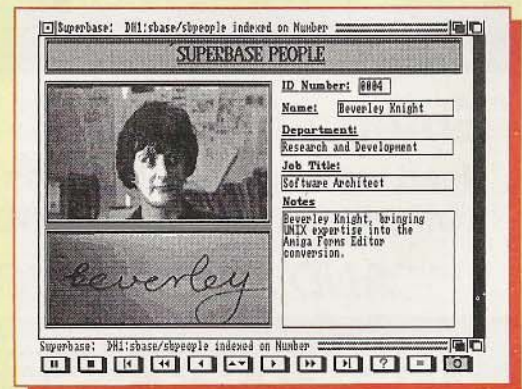 Superbase: DH1:sbase/sbpeople indexed on Number
SUPERBASE PEOPLE
ID Number: 0004
Name: Beverley Knight
Department:
Research and Development
Job Title:
Software Architect
Notes
Beverley Knight, bringing
UNIX expertise into the
Amiga Forms Editor
conversion.
beverley
Superbase: DH1:sbase/sbpeople indexed on Number
?
=